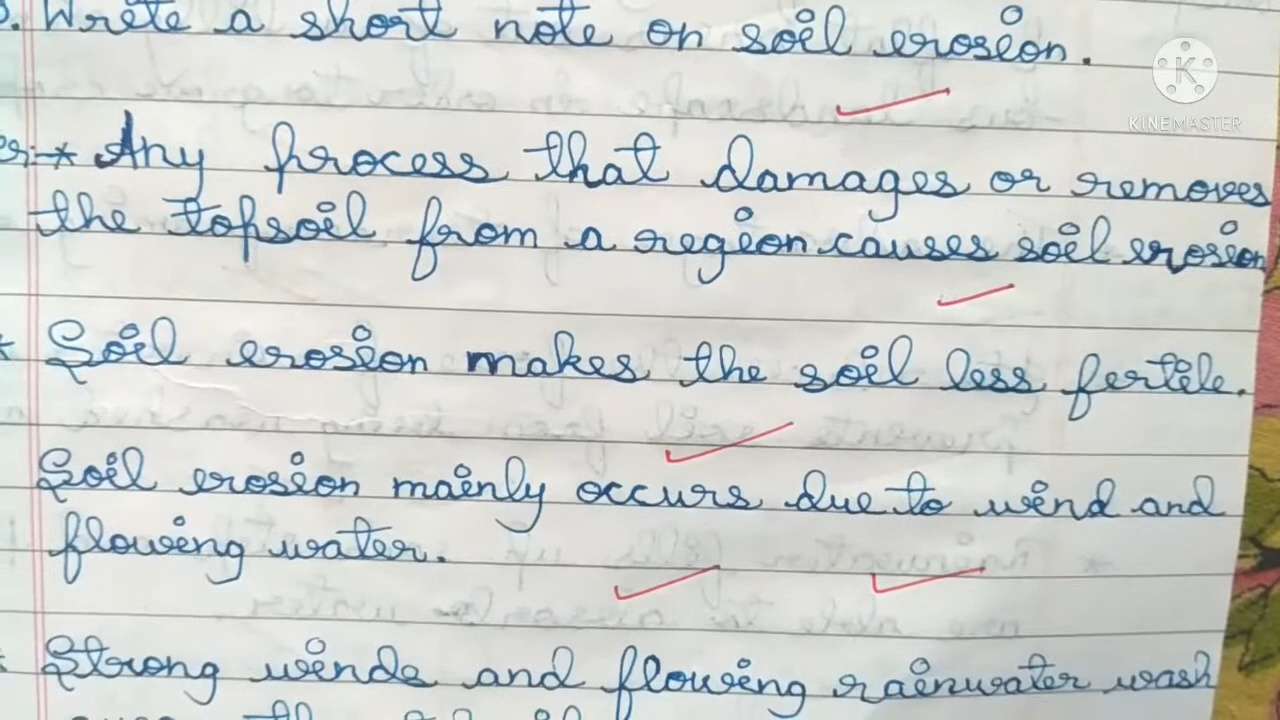 . Write a short note on soil erosion.
KINEMASTER
* Any process that damages or removes
the topsoil from a region causes soil erosion
* Soil erosion makes the soil less fertile.
Soil erosion mainly occurs due to wind and
flowing water.
* Strong winds and flowing rainwater wash